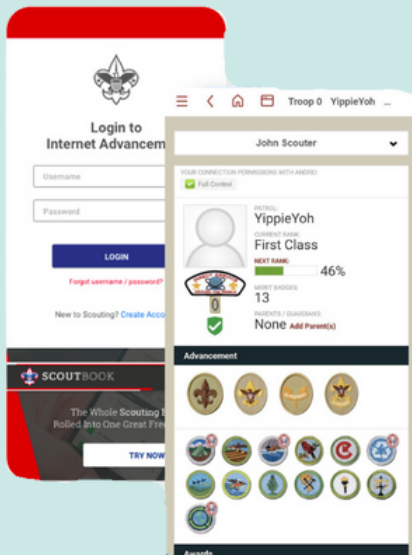 Login to
Internet Advancem
Username
Password
LOGIN
Forgot username / password?
New to Scouting? Create Acco
SCOUTBOOK
The Whole Scouting
Rolled Into One Great Fre
TRY NOW
Troop 0 YippieYoh ...
John Scouter
YOUR CONNECTION PERMISSIONS WITH
Full Control
PATROL:
YippieYoh
CURRENT RANK:
First Class
NEXT RANK:
46%
MERIT BADGES:
13
PARENTS / GUARDIANS:
None Add Parent(s)
0
Advancement
Awards